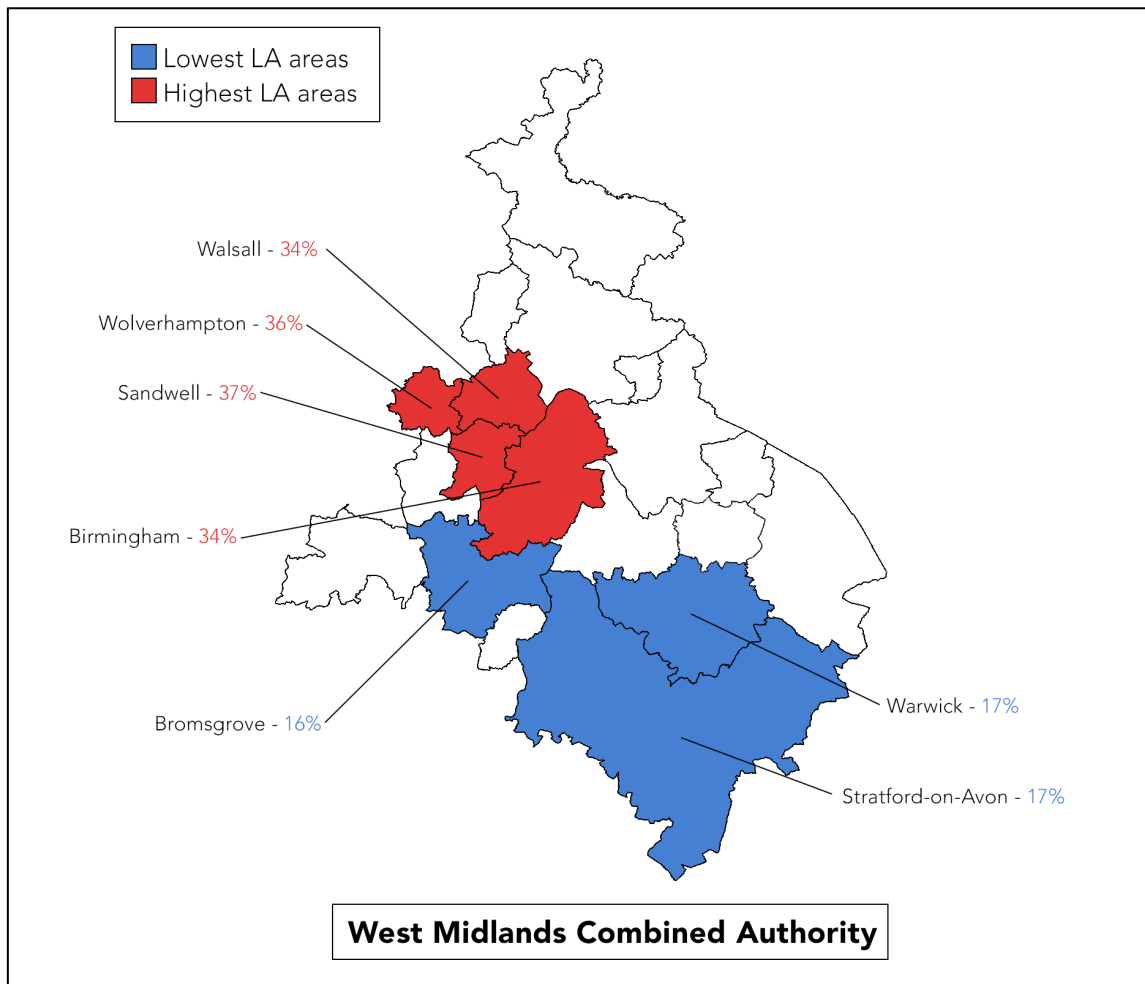 Lowest LA areas
Highest LA areas
Walsall - 34%
Wolverhampton - 36%
Sandwell - 37%
Birmingham - 34%
Bromsgrove - 16%
Warwick - 17%
Stratford-on-Avon - 17%
West Midlands Combined Authority